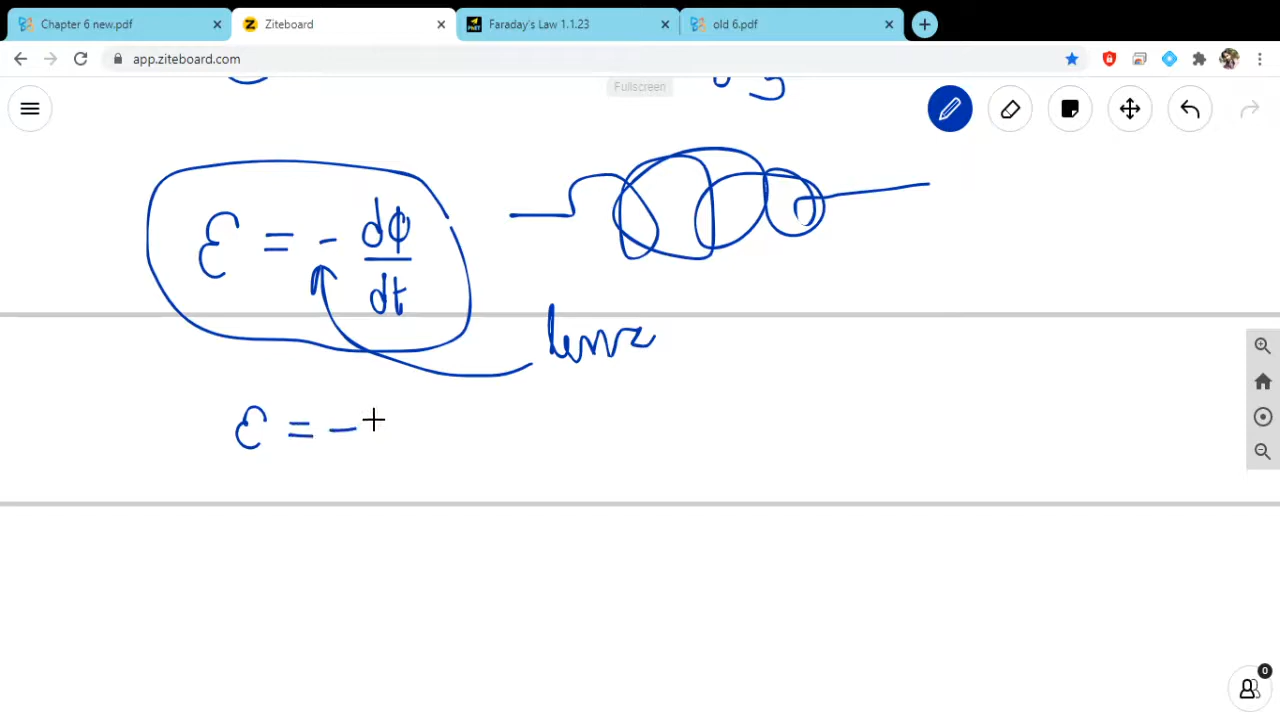 Chapter 6 new.pdf
Ziteboard
Faraday's Law 1.1.23
old 6.pdf
app.ziteboard.com
Fullscreen
ε = - dϕ/dt
lenz
ε = -
0